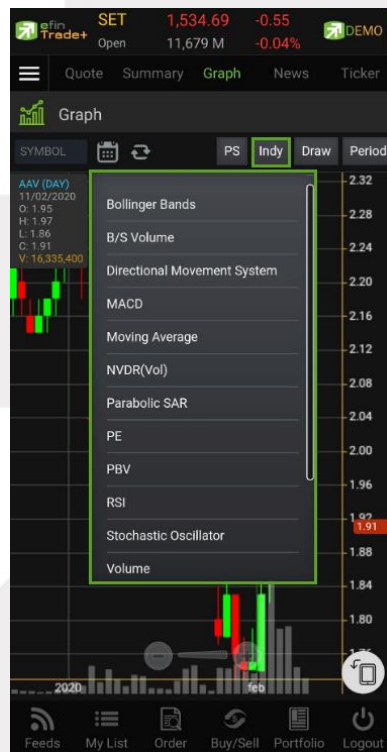 efin Trade+ SET 1,534.69 -0.55 DEMO
Open 11,679 M -0.04%
Quote Summary Graph News Ticker
Graph
SYMBOL PS Indy Draw Period
AAV (DAY)
11/02/2020
O: 1.95
H: 1.97
L: 1.86
C: 1.91
V: 16,335,400
Bollinger Bands
B/S Volume
Directional Movement System
MACD
Moving Average
NVDR(Vol)
Parabolic SAR
PE
PBV
RSI
Stochastic Oscillator
Volume
2.32
2.28
2.24
2.20
2.16
2.12
2.08
2.04
2.00
1.96
1.92
1.91
1.88
1.84
1.80
2020 feb
Feeds My List Order Buy/Sell Portfolio Logout